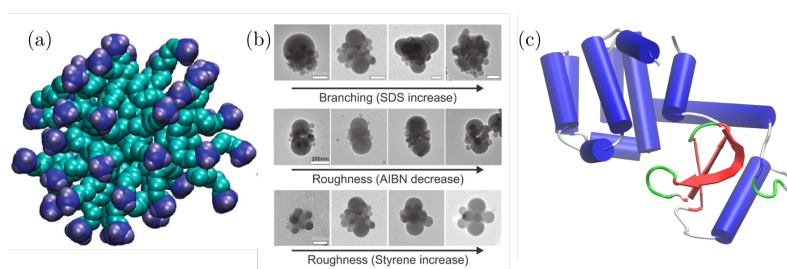 (a)
(b)
(c)
Branching (SDS increase)
200nm
Roughness (AIBN decrease)
Roughness (Styrene increase)